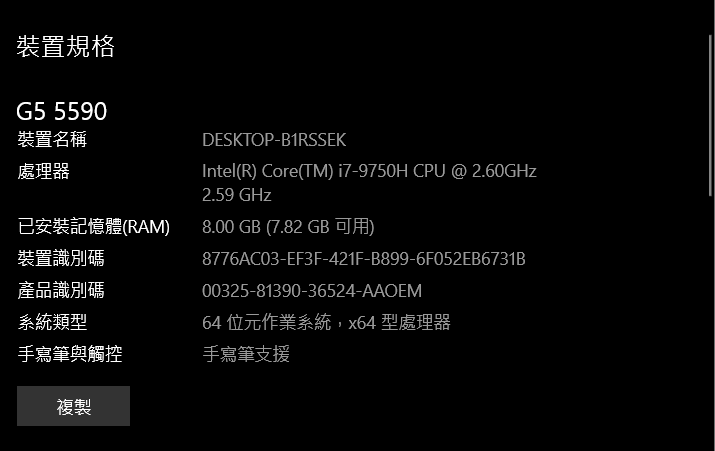 裝置規格
G5 5590
裝置名稱 DESKTOP-B1RSSEK
處理器 Intel(R) Core(TM) i7-9750H CPU @ 2.60GHz
2.59 GHz
已安裝記憶體(RAM) 8.00 GB (7.82 GB 可用)
裝置識別碼 8776AC03-EF3F-421F-B899-6F052EB6731B
產品識別碼 00325-81390-36524-AAOEM
系統類型 64 位元作業系統，x64 型處理器
手寫筆與觸控 手寫筆支援
複製